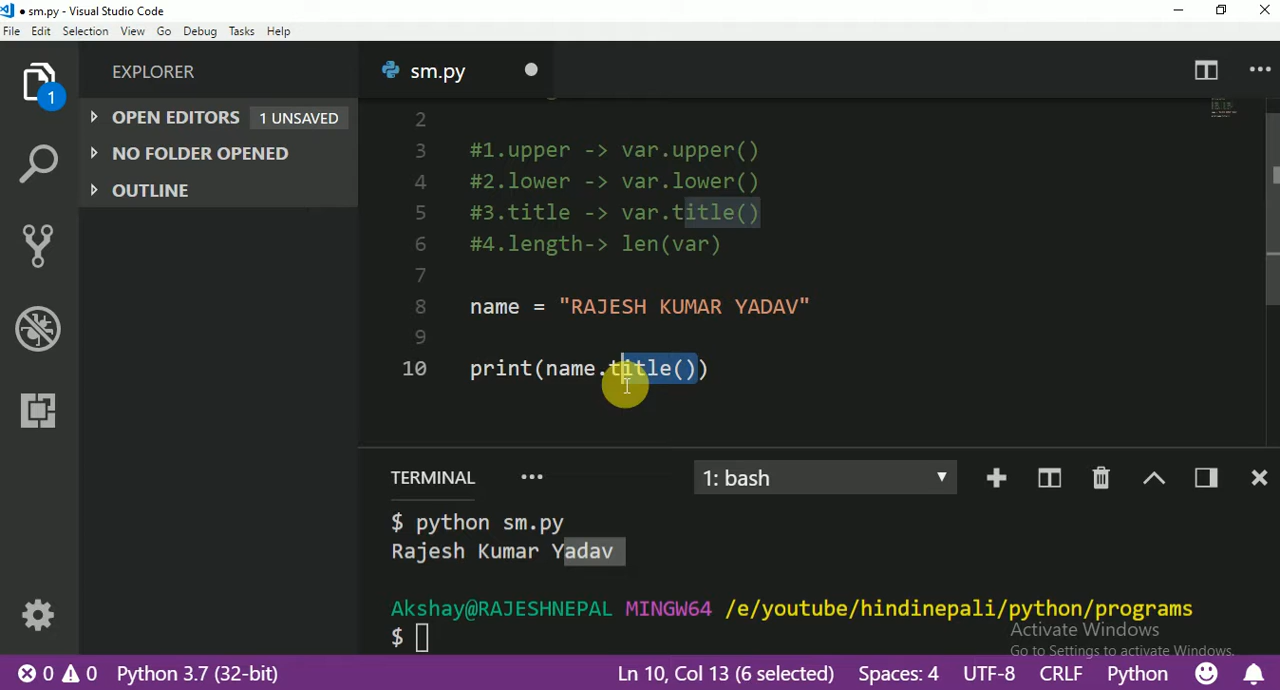 ● sm.py - Visual Studio Code
File Edit Selection View Go Debug Tasks Help
EXPLORER
sm.py
1
OPEN EDITORS 1 UNSAVED
NO FOLDER OPENED
OUTLINE
2
3 #1.upper -> var.upper()
4 #2.lower -> var.lower()
5 #3.title -> var.title()
6 #4.length-> len(var)
7
8 name = "RAJESH KUMAR YADAV"
9
10 print(name.title())
TERMINAL ... 1: bash
$ python sm.py
Rajesh Kumar Yadav
Akshay@RAJESHNEPAL MINGW64 /e/youtube/hindinepali/python/programs
$
Activate Windows
Go to Settings to activate Windows.
0 0 Python 3.7 (32-bit) Ln 10, Col 13 (6 selected) Spaces: 4 UTF-8 CRLF Python